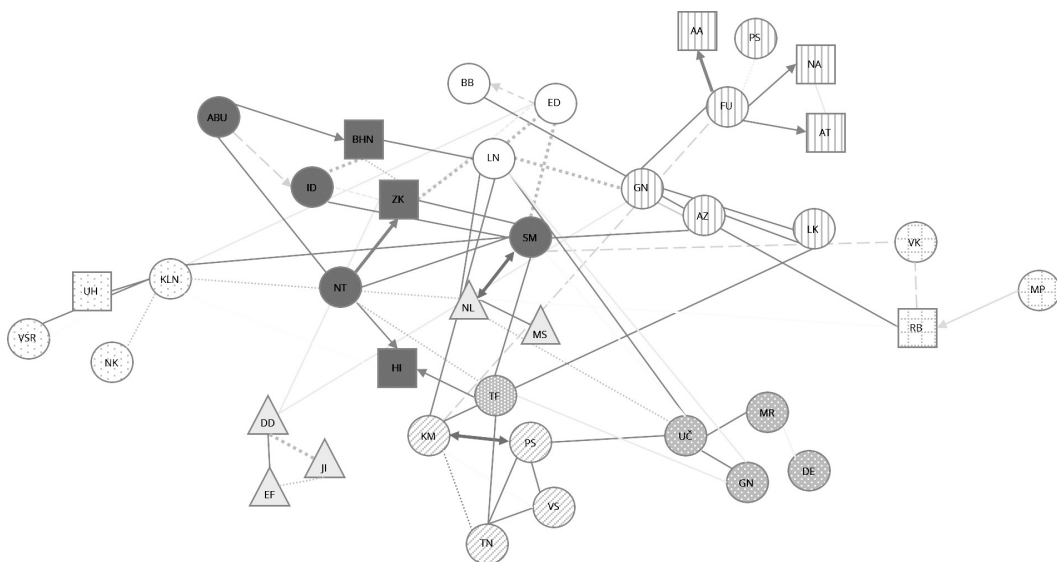 AA
PS
NA
BB
ED
FU
ABU
AT
BHN
LN
ID
ZK
GN
AZ
LK
SM
VK
KLN
UH
NT
MP
NL
RB
MS
VSR
NK
HI
TF
MR
DD
KM
PS
UČ
JI
DE
GN
EF
VS
TN